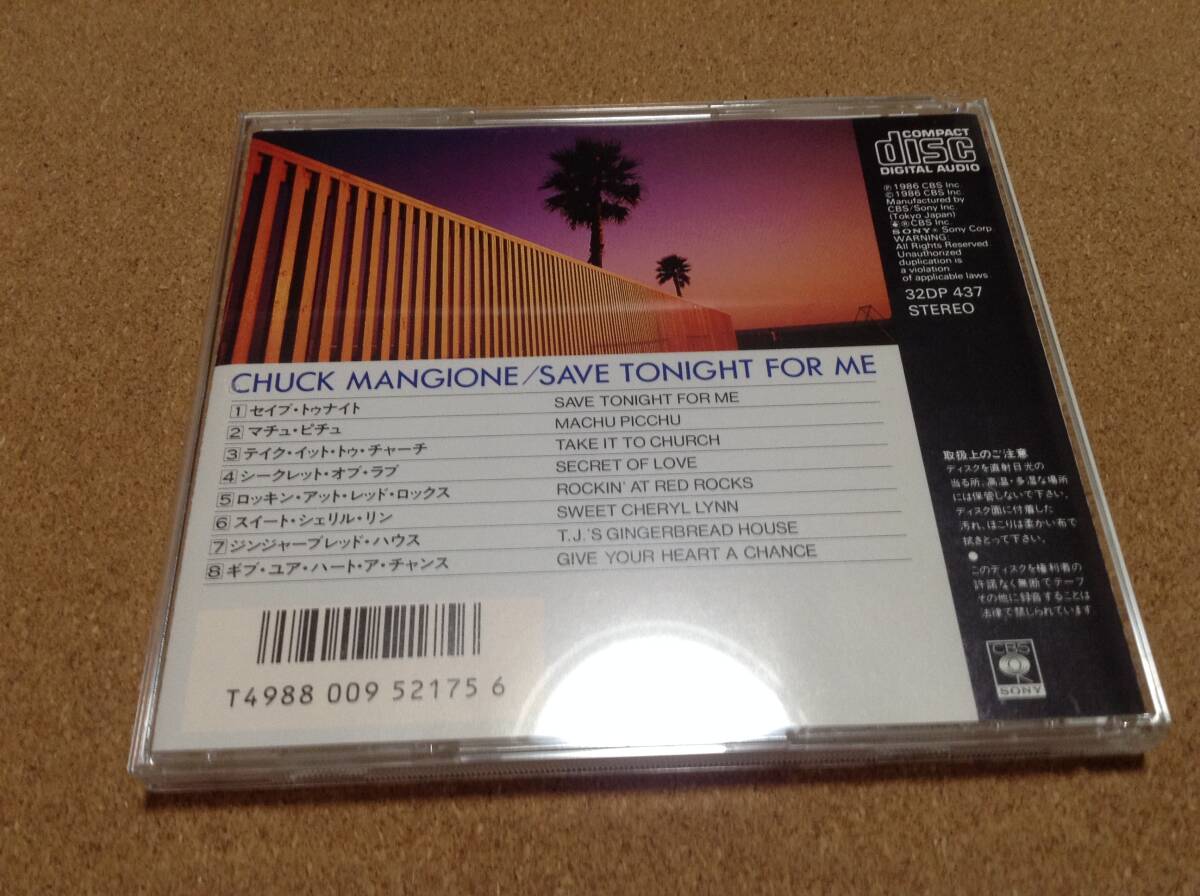 COMPACT
disc
DIGITAL AUDIO
℗ 1986 CBS Inc.
© 1986 CBS Inc.
Manufactured by
CBS/Sony Inc.
(Tokyo Japan)
CBS Inc.
SONY® Sony Corp.
WARNING:
All Rights Reserved
Unauthorized
duplication is
a violation
of applicable laws
32DP 437
STEREO
CHUCK MANGIONE/SAVE TONIGHT FOR ME
1 セイブ・トゥナイト SAVE TONIGHT FOR ME
2 マチュ・ピチュ MACHU PICCHU
3 テイク・イット・トゥ・チャーチ TAKE IT TO CHURCH
4 シークレット・オブ・ラブ SECRET OF LOVE
5 ロッキン・アット・レッド・ロックス ROCKIN' AT RED ROCKS
6 スイート・シェリル・リン SWEET CHERYL LYNN
7 ジンジャーブレッド・ハウス T.J.'S GINGERBREAD HOUSE
8 ギブ・ユア・ハート・ア・チャンス GIVE YOUR HEART A CHANCE
取扱上のご注意
ディスクを直射日光の
当る所、高温・多湿な場所
には保管しないで下さい。
ディスク面に付着した
汚れ、ほこりは柔かい布で
拭きとって下さい。
●
このディスクを権利者の
許諾なく無断でテープ
その他に録音することは
法律で禁じられています
CBS
SONY
T4988 009 52175 6